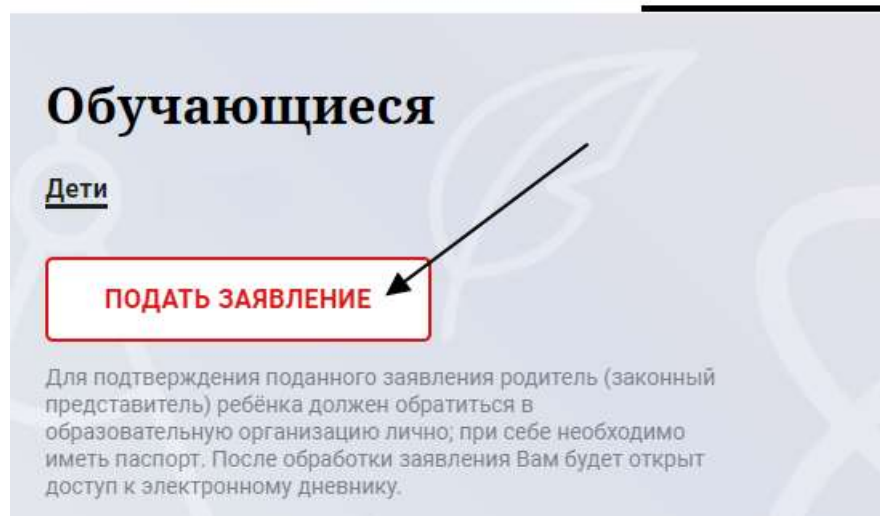 Обучающиеся
Дети
ПОДАТЬ ЗАЯВЛЕНИЕ
Для подтверждения поданного заявления родитель (законный
представитель) ребёнка должен обратиться в
образовательную организацию лично; при себе необходимо
иметь паспорт. После обработки заявления Вам будет открыт
доступ к электронному дневнику.